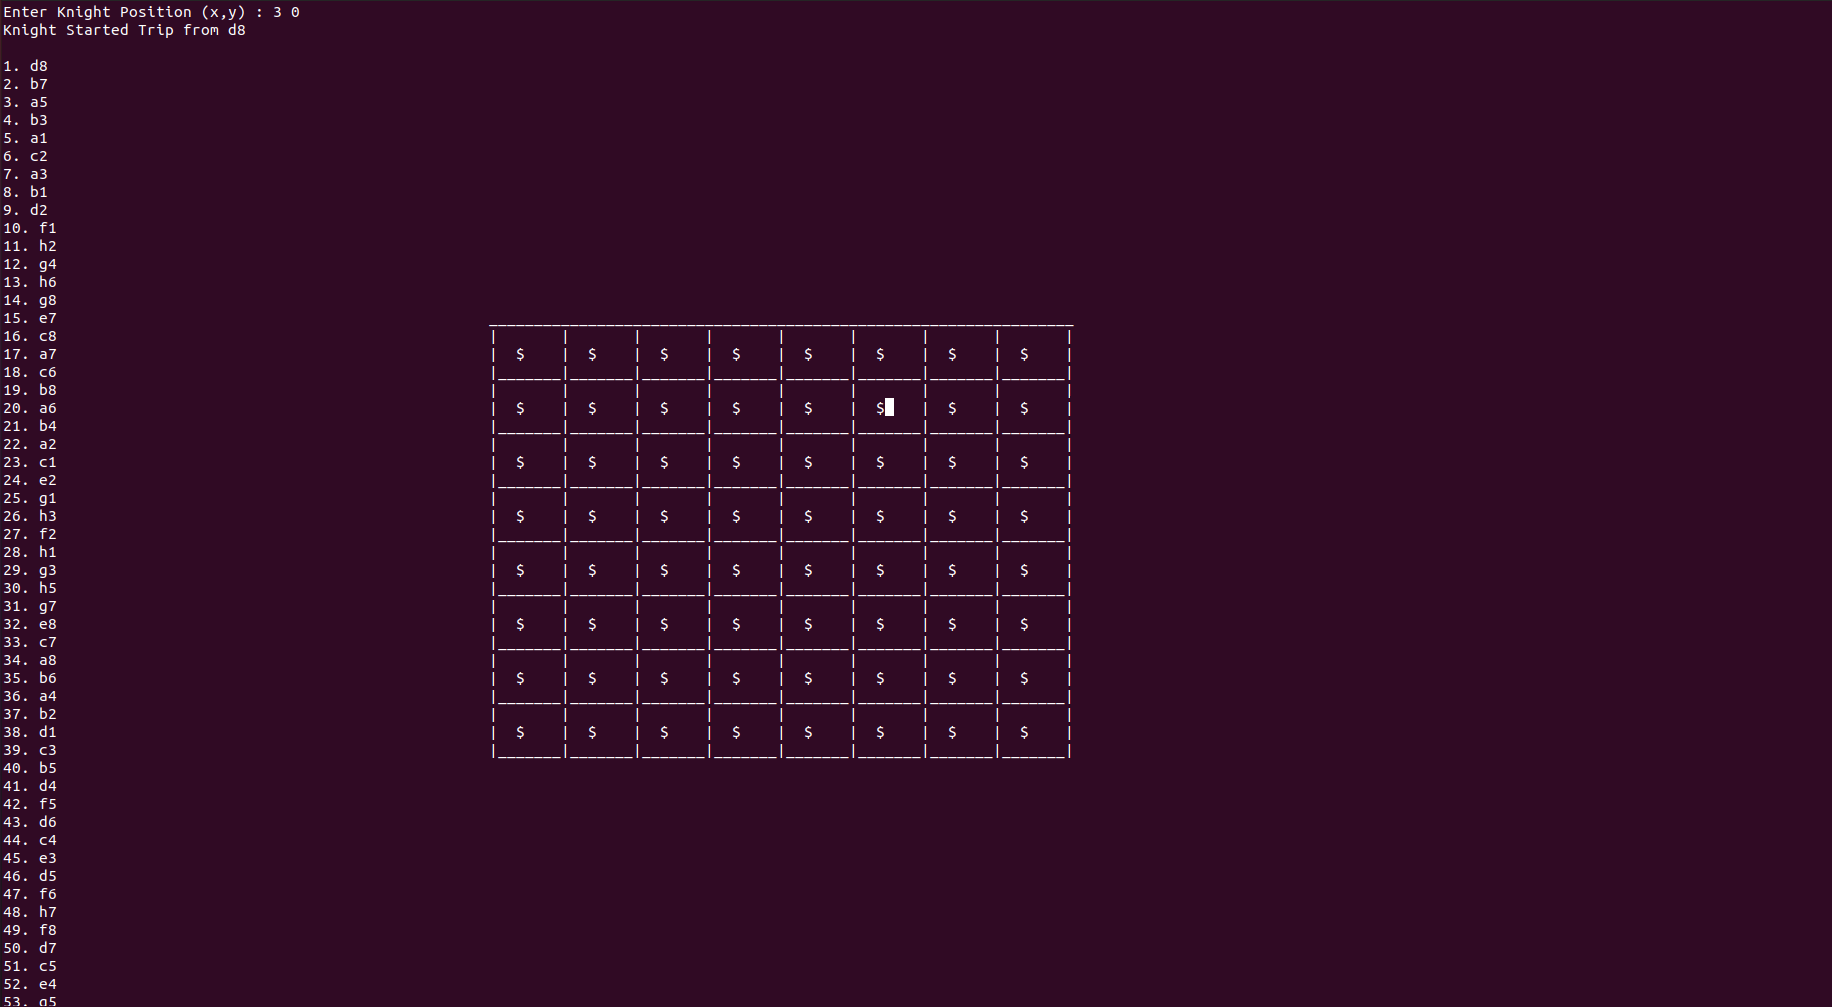 Enter Knight Position (x,y) : 3 0
Knight Started Trip from d8
1. d8
2. b7
3. a5
4. b3
5. a1
6. c2
7. a3
8. b1
9. d2
10. f1
11. h2
12. g4
13. h6
14. g8
15. e7
16. c8
17. a7
18. c6
19. b8
20. a6
21. b4
22. a2
23. c1
24. e2
25. g1
26. h3
27. f2
28. h1
29. g3
30. h5
31. g7
32. e8
33. c7
34. a8
35. b6
36. a4
37. b2
38. d1
39. c3
40. b5
41. d4
42. f5
43. d6
44. c4
45. e3
46. d5
47. f6
48. h7
49. f8
50. d7
51. c5
52. e4
53. g5
$ $ $ $ $ $ $ $
$ $ $ $ $ $ $ $
$ $ $ $ $ $ $ $
$ $ $ $ $ $ $ $
$ $ $ $ $ $ $ $
$ $ $ $ $ $ $ $
$ $ $ $ $ $ $ $
$ $ $ $ $ $ $ $